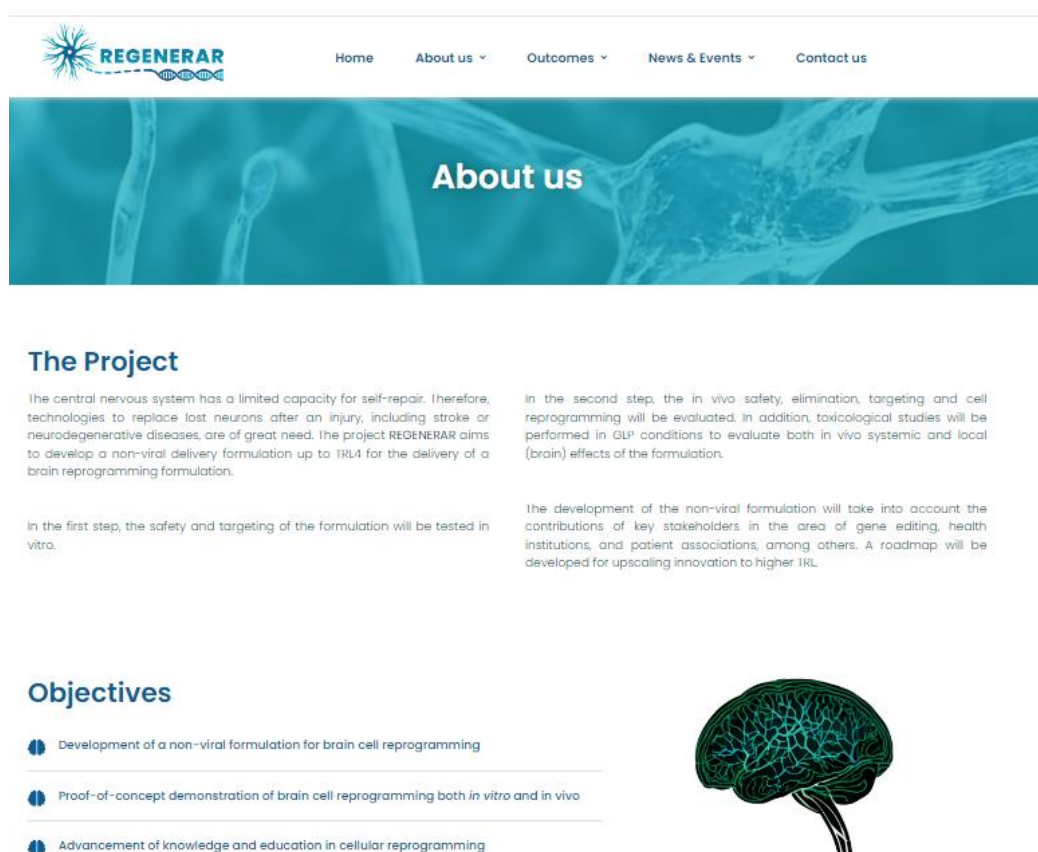 REGENERAR
Home About us Outcomes News & Events Contact us
About us
The Project
The central nervous system has a limited capacity for self-repair. Therefore,
technologies to replace lost neurons after an injury, including stroke or
neurodegenerative diseases, are of great need. The project REGENERAR aims
to develop a non-viral delivery formulation up to TRL4 for the delivery of a
brain reprogramming formulation.
In the first step, the safety and targeting of the formulation will be tested in
vitro.
In the second step, the in vivo safety, elimination, targeting and cell
reprogramming will be evaluated. In addition, toxicological studies will be
performed in GLP conditions to evaluate both in vivo systemic and local
(brain) effects of the formulation.
The development of the non-viral formulation will take into account the
contributions of key stakeholders in the area of gene editing, health
institutions, and patient associations, among others. A roadmap will be
developed for upscaling innovation to higher TRL.
Objectives
Development of a non-viral formulation for brain cell reprogramming
Proof-of-concept demonstration of brain cell reprogramming both in vitro and in vivo
Advancement of knowledge and education in cellular reprogramming